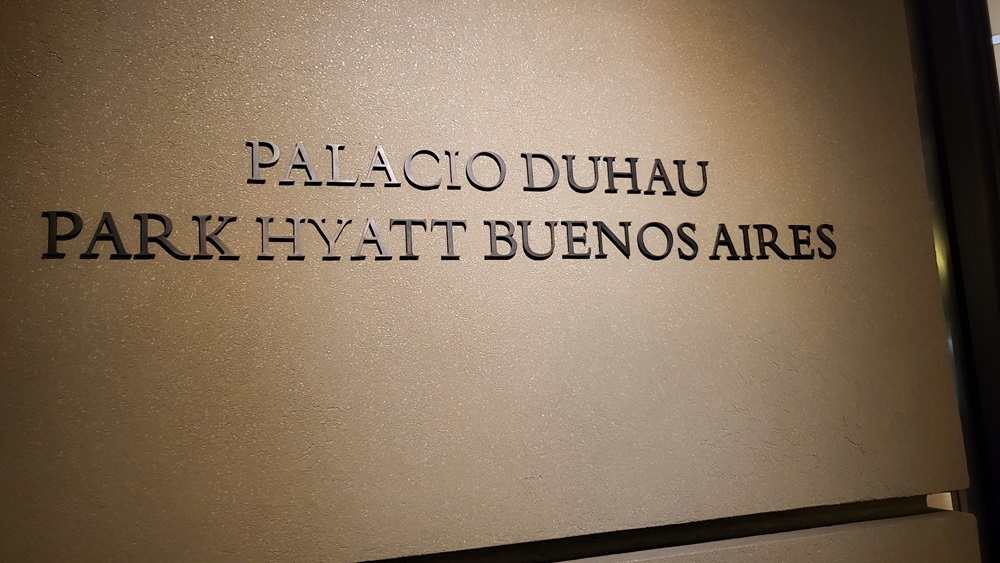 PALACIO DUHAU
PARK HYATT BUENOS AIRES